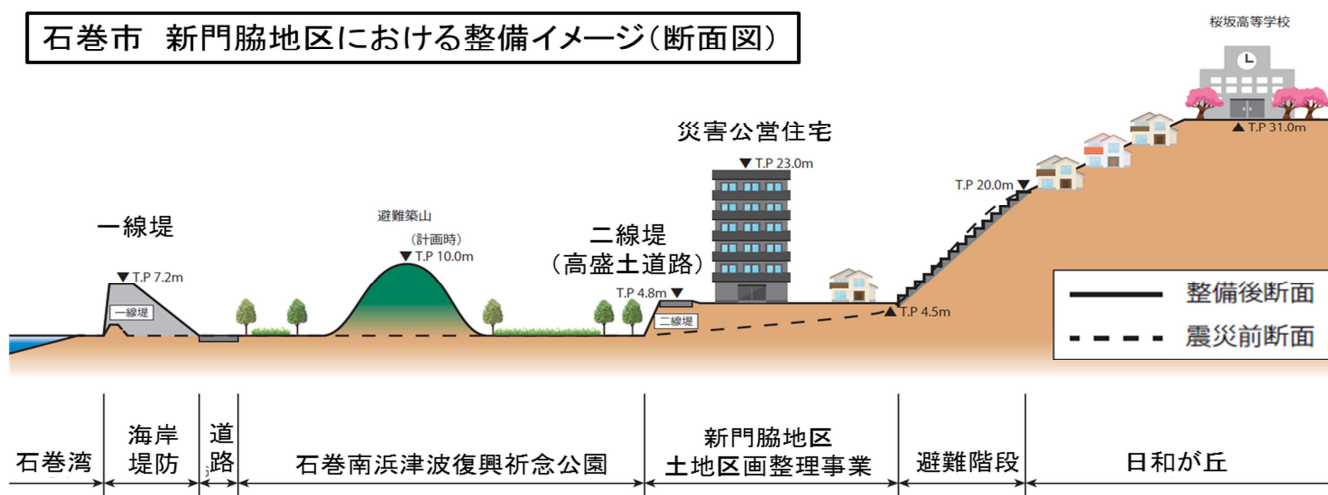 石巻市　新門脇地区における整備イメージ(断面図)
桜坂高等学校
T.P 31.0m
災害公営住宅
T.P 23.0m
T.P 20.0m
避難築山
(計画時)
T.P 10.0m
一線堤
T.P 7.2m
一線堤
二線堤
(高盛土道路)
T.P 4.8m
二線堤
T.P 4.5m
整備後断面
震災前断面
石巻湾
海岸
堤防
道
路
石巻南浜津波復興祈念公園
新門脇地区
土地区画整理事業
避難階段
日和が丘